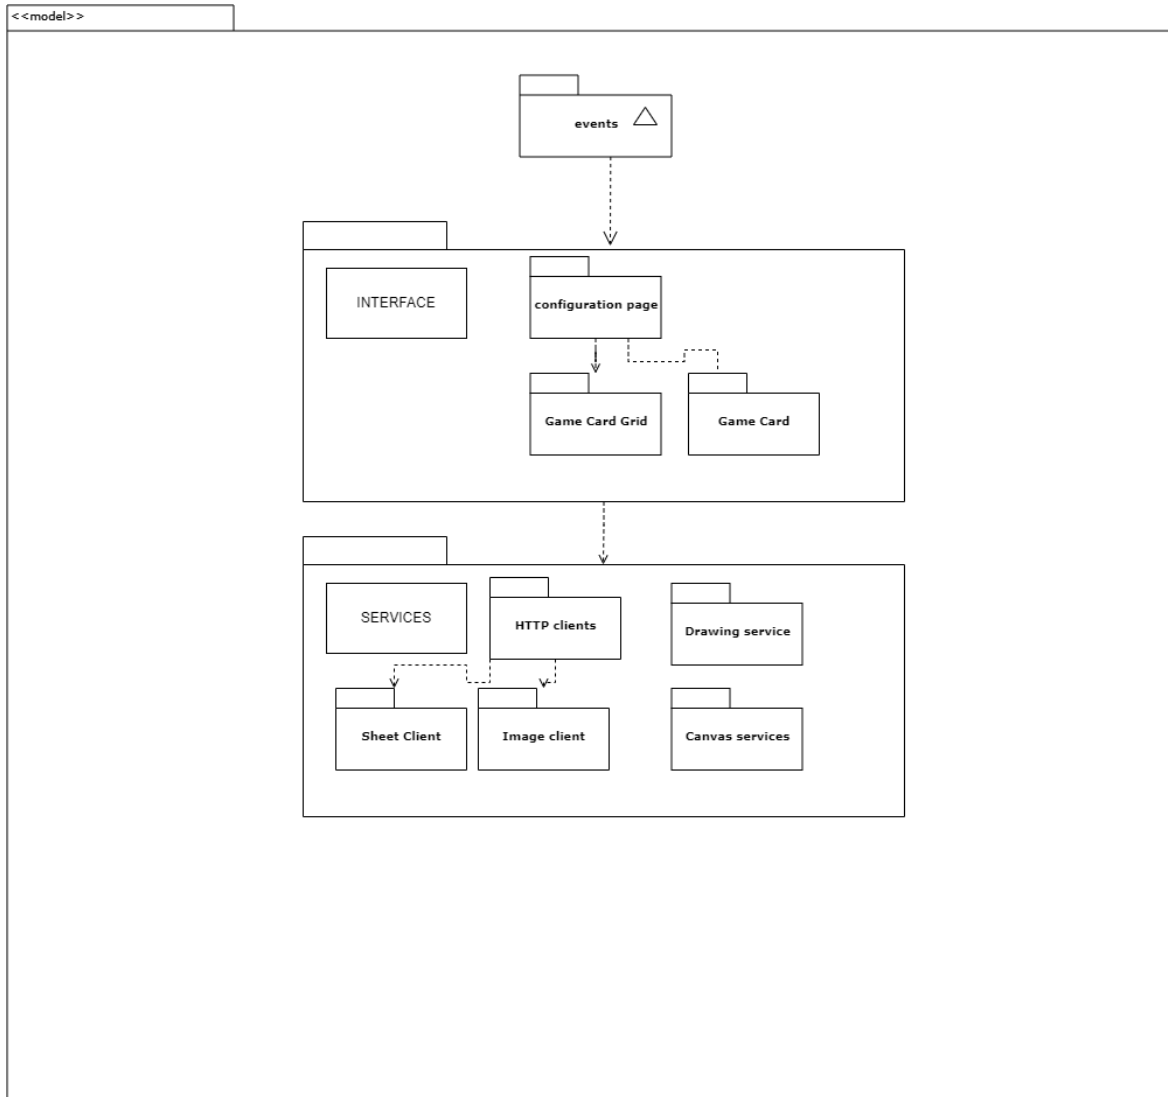 <<model>>
events
INTERFACE
configuration page
Game Card Grid
Game Card
SERVICES
HTTP clients
Drawing service
Sheet Client
Image client
Canvas services